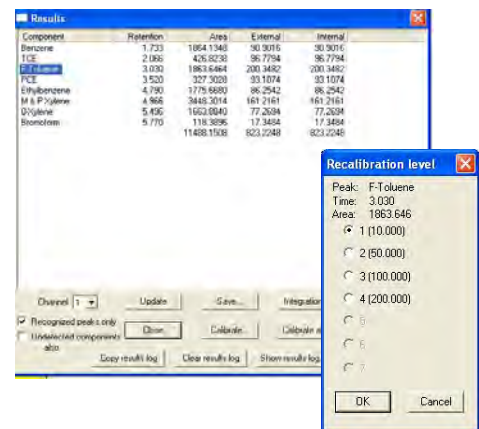 Results
Component Retention Area External Internal
Benzene 1.733 1864.1348 90.9016 90.9016
TCE 2.066 426.8238 96.7794 96.7794
F-Toluene 3.030 1863.6464 200.3482 200.3482
PCE 3.520 327.3028 93.1074 93.1074
Ethylbenzene 4.790 1775.6680 86.2542 86.2542
M & P Xylene 4.966 3448.3014 161.2161 161.2161
O-Xylene 5.436 77.2694 77.2694
Bromoform 5.770 118.3896 17.3484 17.3484
11488.1508 823.2248 823.2248
Channel 1 Update Save... Integration
Recognized peaks only
Undetected components also
Close Calibrate... Calibrate
Copy results log Clear results log Show results log
Recalibration level
Peak: F-Toluene
Time: 3.030
Area: 1863.646
1 (10.000)
2 (50.000)
3 (100.000)
4 (200.000)
5
6
7
OK Cancel